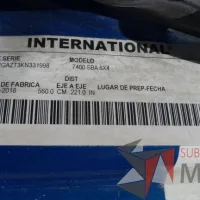 INTERNATIONAL
SERIE MODELO
7400 SBA 6X4
DE FABRICA DIST EJE A EJE LUGAR DE PREP-FECHA
-2018 560.0 CM 221.0 IN
SUB
M